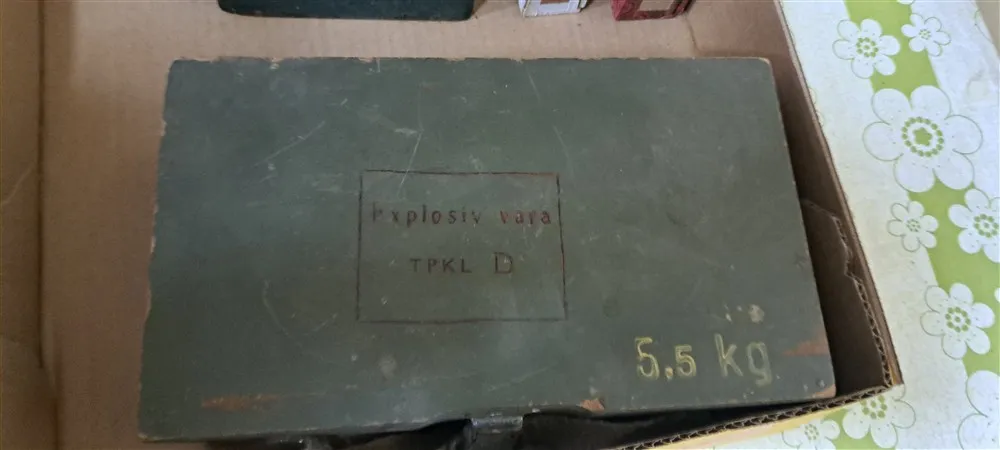 Explosiv vara
TPKL D
5,5 kg